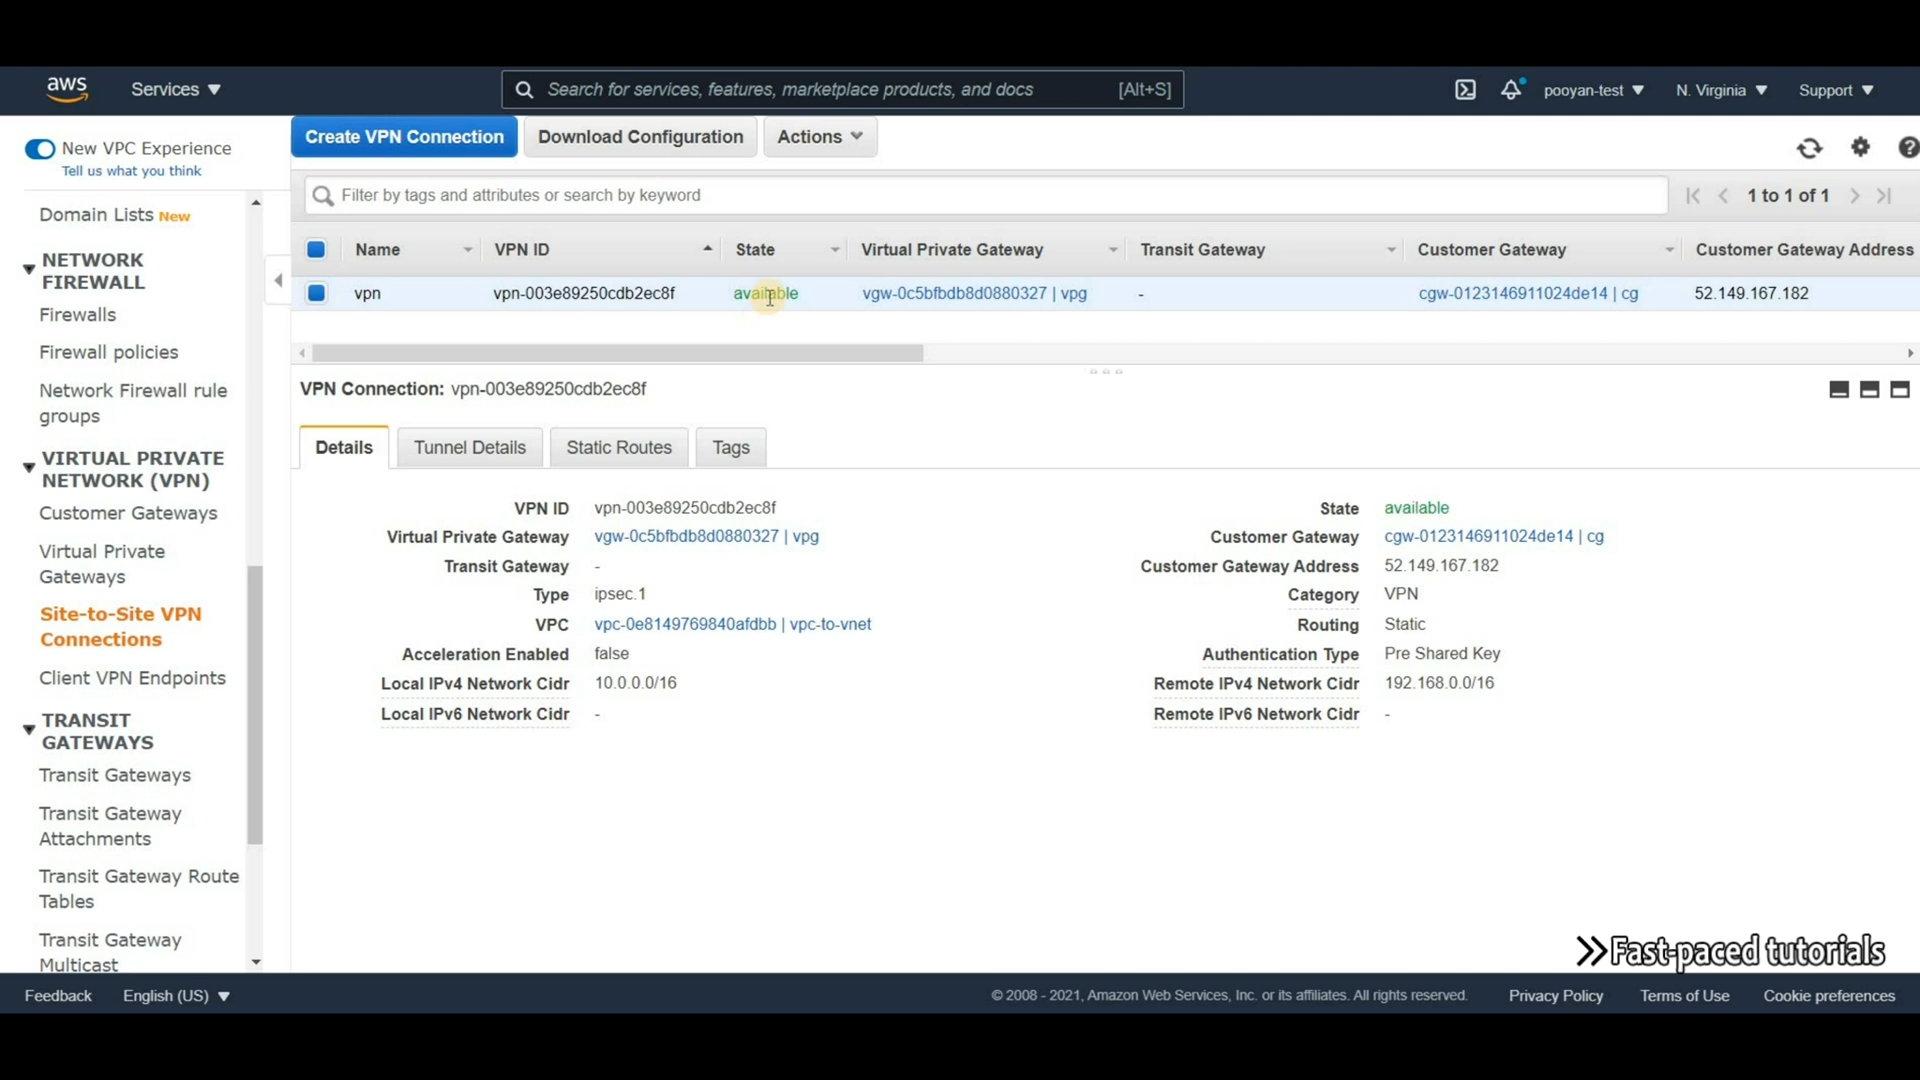 aws
Services
Search for services, features, marketplace products, and docs
[Alt+S]
pooyan-test
N. Virginia
Support
New VPC Experience
Tell us what you think
Domain Lists New
NETWORK
FIREWALL
Firewalls
Firewall policies
Network Firewall rule
groups
VIRTUAL PRIVATE
NETWORK (VPN)
Customer Gateways
Virtual Private
Gateways
Site-to-Site VPN
Connections
Client VPN Endpoints
TRANSIT
GATEWAYS
Transit Gateways
Transit Gateway
Attachments
Transit Gateway Route
Tables
Transit Gateway
Multicast
Create VPN Connection
Download Configuration
Actions
Filter by tags and attributes or search by keyword
1 to 1 of 1
Name VPN ID State Virtual Private Gateway Transit Gateway Customer Gateway Customer Gateway Address
vpn vpn-003e89250cdb2ec8f available vgw-0c5bfbdb8d0880327 | vpg - cgw-0123146911024de14 | cg 52.149.167.182
VPN Connection: vpn-003e89250cdb2ec8f
Details Tunnel Details Static Routes Tags
VPN ID vpn-003e89250cdb2ec8f
Virtual Private Gateway vgw-0c5bfbdb8d0880327 | vpg
Transit Gateway -
Type ipsec.1
VPC vpc-0e8149769840afdbb | vpc-to-vnet
Acceleration Enabled false
Local IPv4 Network Cidr 10.0.0.0/16
Local IPv6 Network Cidr -
State available
Customer Gateway cgw-0123146911024de14 | cg
Customer Gateway Address 52.149.167.182
Category VPN
Routing Static
Authentication Type Pre Shared Key
Remote IPv4 Network Cidr 192.168.0.0/16
Remote IPv6 Network Cidr -
Fast-paced tutorials
Feedback
English (US)
© 2008 - 2021, Amazon Web Services, Inc. or its affiliates. All rights reserved.
Privacy Policy
Terms of Use
Cookie preferences